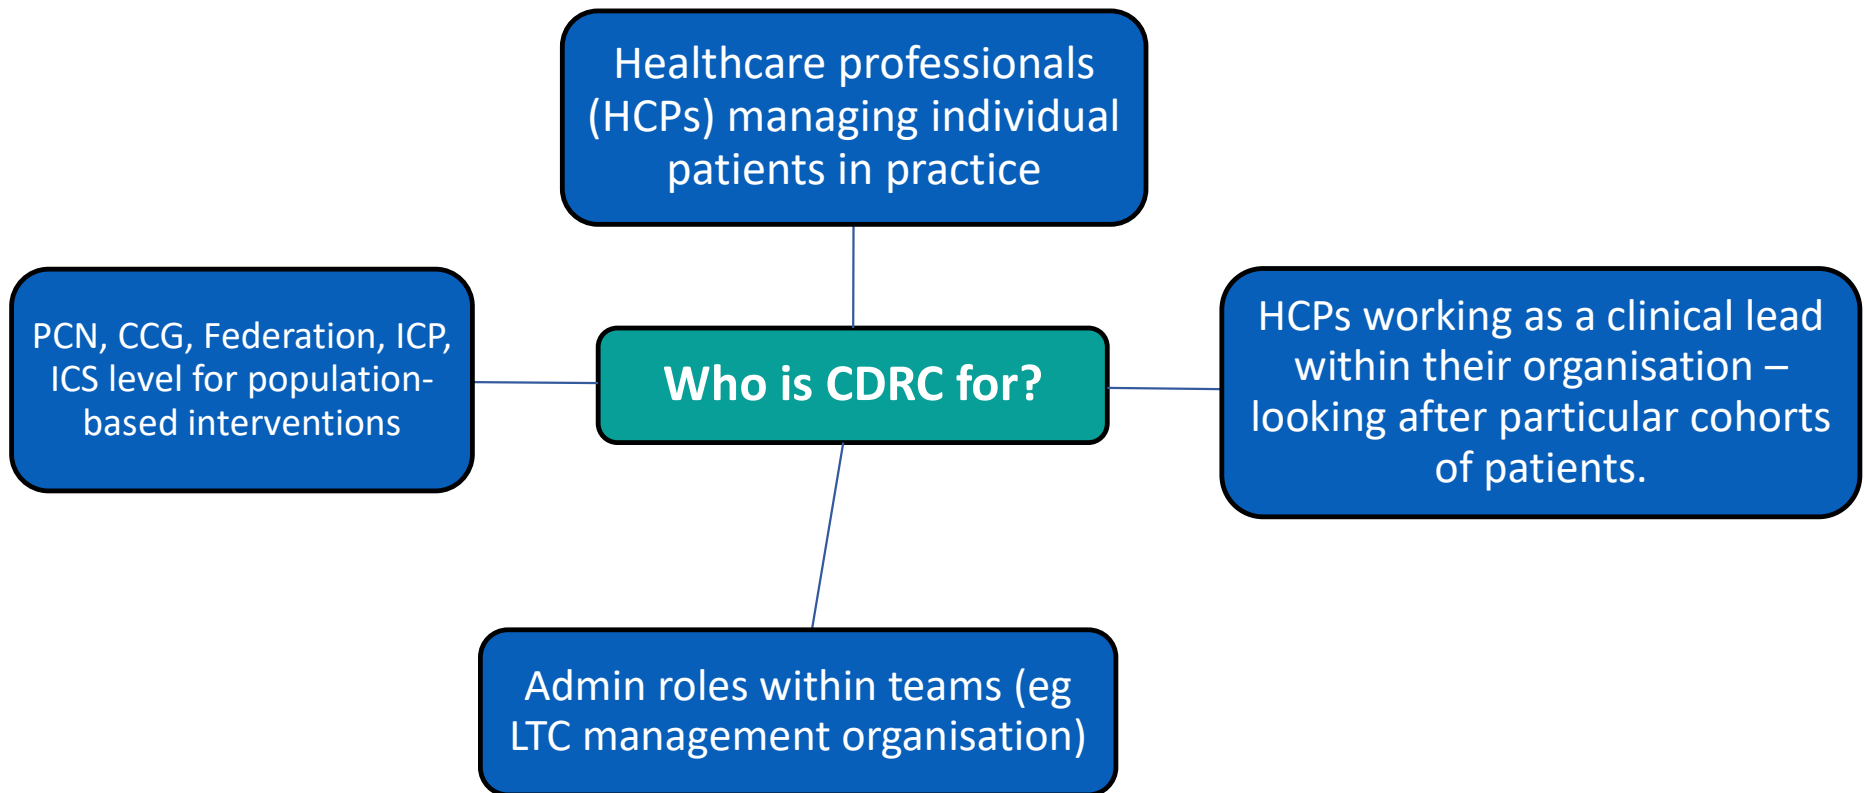 Healthcare professionals
(HCPs) managing individual
patients in practice
PCN, CCG, Federation, ICP,
ICS level for population-
based interventions
Who is CDRC for?
HCPs working as a clinical lead
within their organisation –
looking after particular cohorts
of patients.
Admin roles within teams (eg
LTC management organisation)